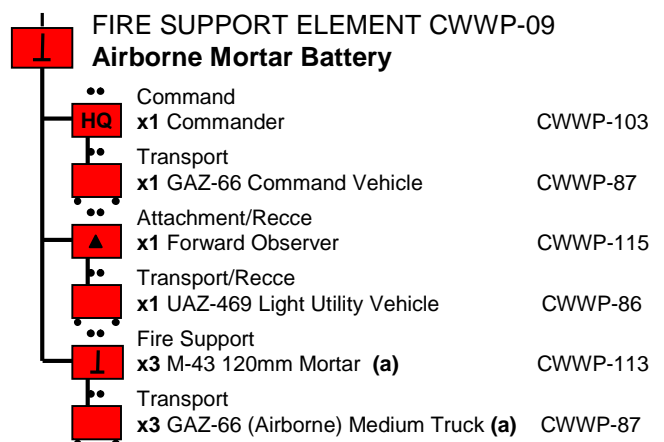 FIRE SUPPORT ELEMENT CWWP-09
Airborne Mortar Battery
Command
HQ x1 Commander CWWP-103
Transport
x1 GAZ-66 Command Vehicle CWWP-87
Attachment/Recce
x1 Forward Observer CWWP-115
Transport/Recce
x1 UAZ-469 Light Utility Vehicle CWWP-86
Fire Support
x3 M-43 120mm Mortar (a) CWWP-113
Transport
x3 GAZ-66 (Airborne) Medium Truck (a) CWWP-87